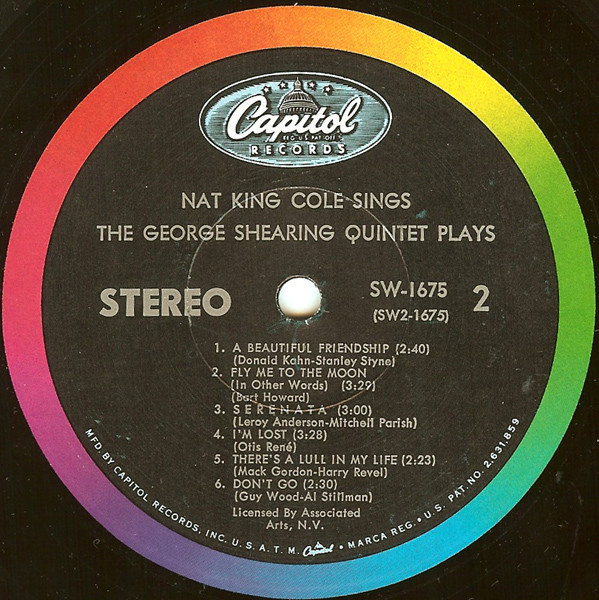 Capitol
REG. U.S. PAT. OFF.
RECORDS
NAT KING COLE SINGS
THE GEORGE SHEARING QUINTET PLAYS
STEREO
SW-1675
(SW2-1675)
2
1. A BEAUTIFUL FRIENDSHIP (2:40)
(Donald Kahn-Stanley Styne)
2. FLY ME TO THE MOON
(In Other Words) (3:29)
(Bart Howard)
3. SERENATA (3:00)
(Leroy Anderson-Mitchell Parish)
4. I'M LOST (3:28)
(Otis René)
5. THERE'S A LULL IN MY LIFE (2:23)
(Mack Gordon-Harry Revel)
6. DON'T GO (2:30)
(Guy Wood-Al Stillman)
Licensed By Associated
Arts, N.V.
MFD. BY CAPITOL RECORDS, INC. U.S.A. T.M. Capitol • MARCA REG. • U.S. PAT. NO. 2,631,859